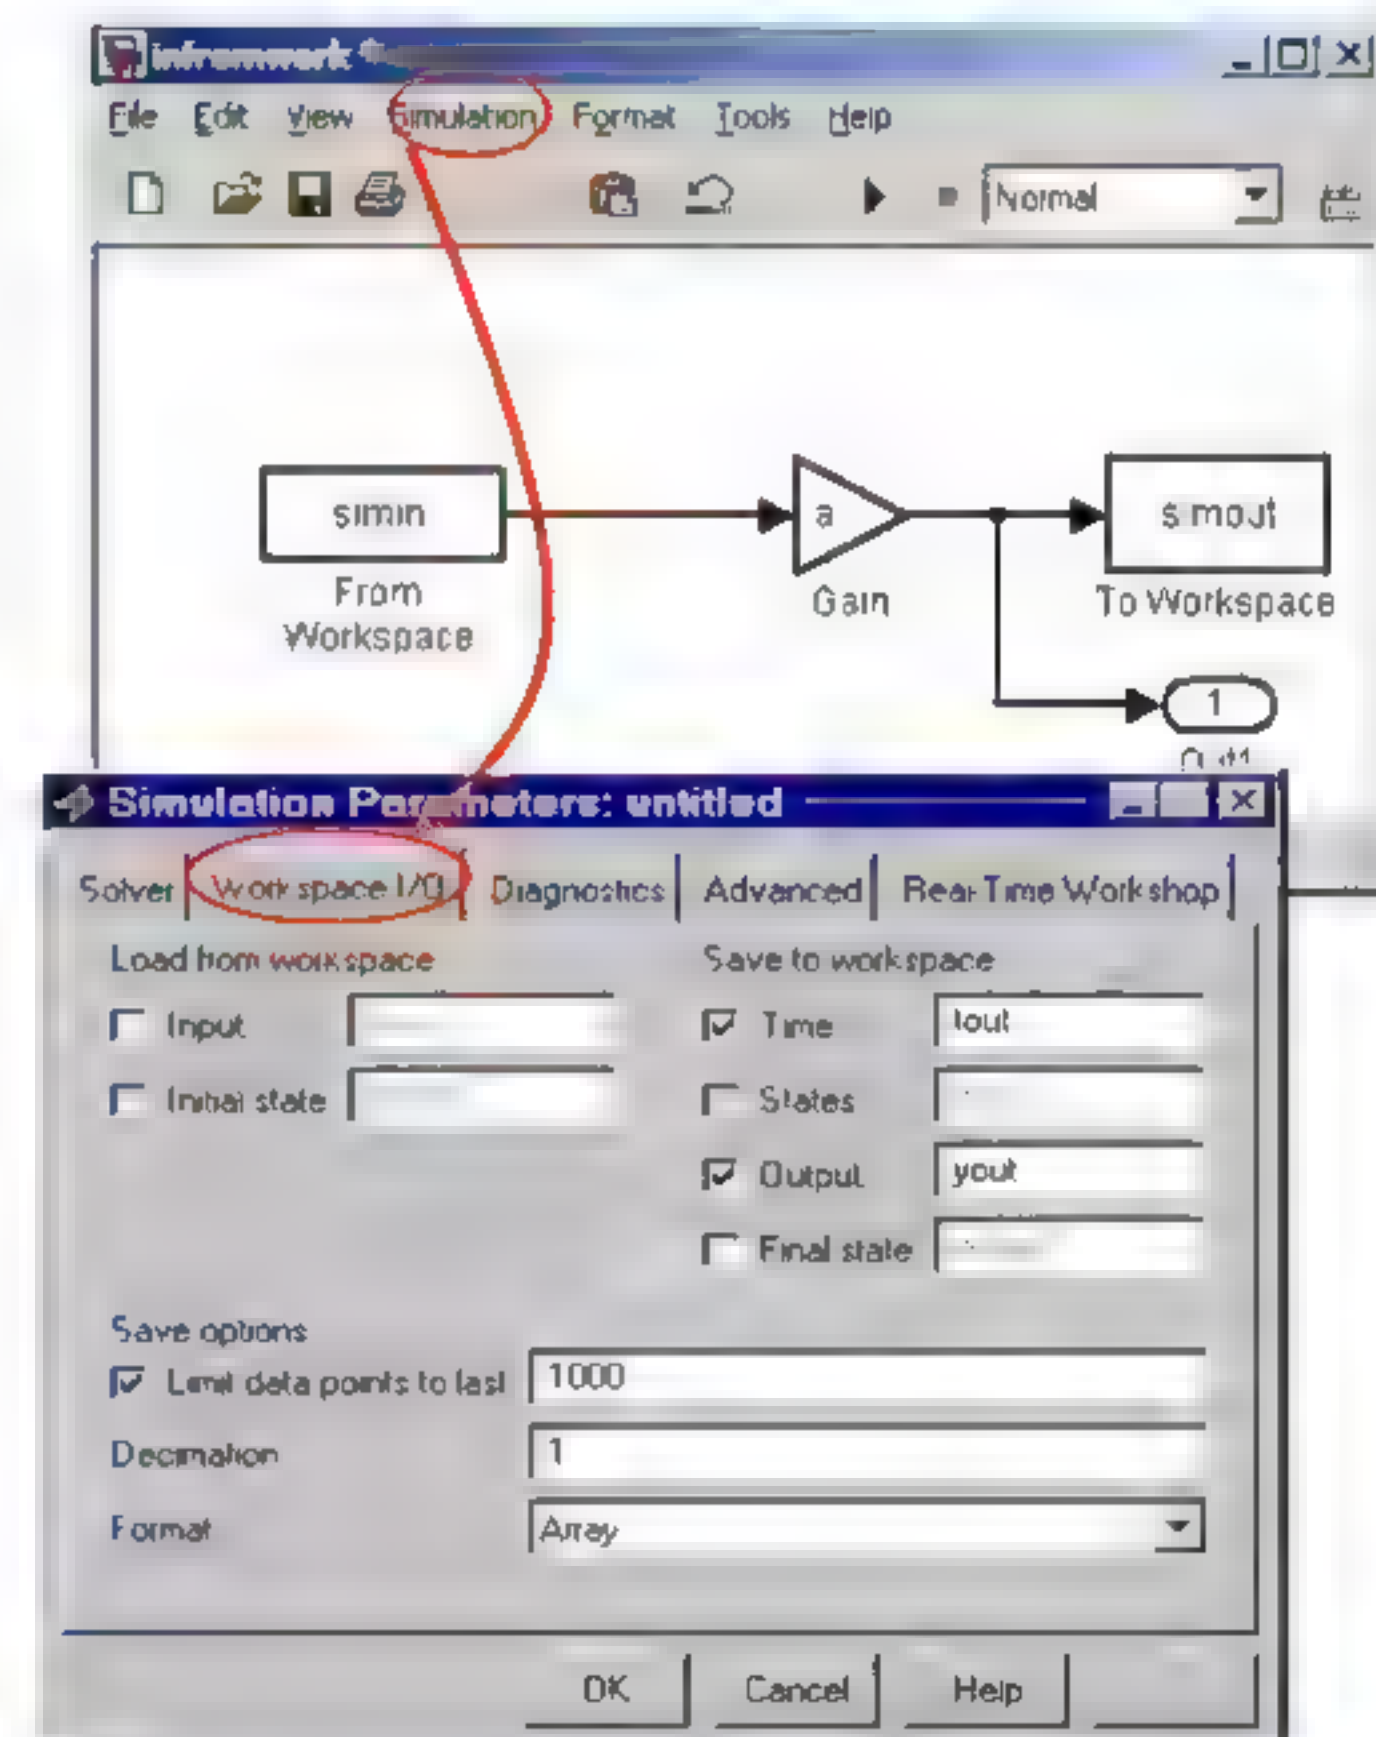 infromwork
File Edit View Simulation Format Tools Help
Normal
simin
From
Workspace
a
Gain
simout
To Workspace
1
Out1
Simulation Parameters: untitled
Solver Workspace I/O Diagnostics Advanced Real-Time Workshop
Load from workspace Save to workspace
Input Time tout
Initial state States
Output yout
Final state
Save options
Limit data points to last 1000
Decimation 1
Format Array
OK Cancel Help